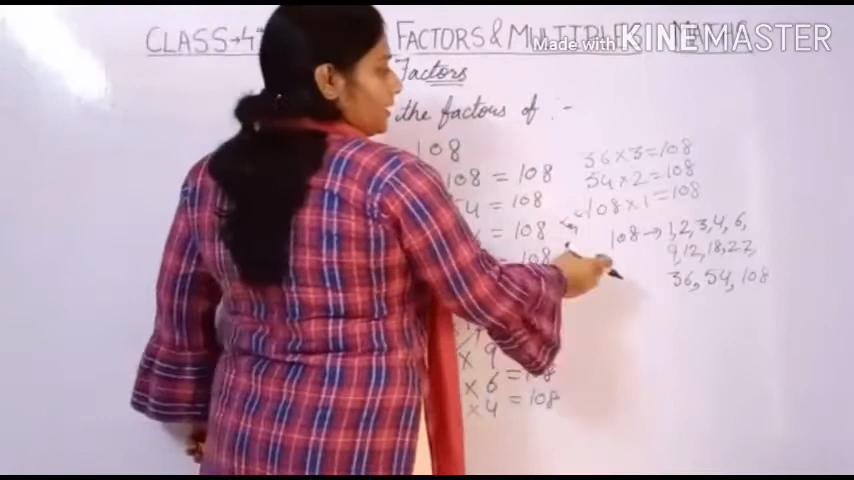 CLASS→4 FACTORS & MULTIPLES MATHS
Made with KINEMASTER
Factors
the factors of :-
108
108 = 108
4 = 108
= 108
108
36×3=108
54×2=108
108×1=108
108→1,2,3,4,6,
9,12,18,27,
36,54,108
× 9
× 6 = 108
× 4 = 108